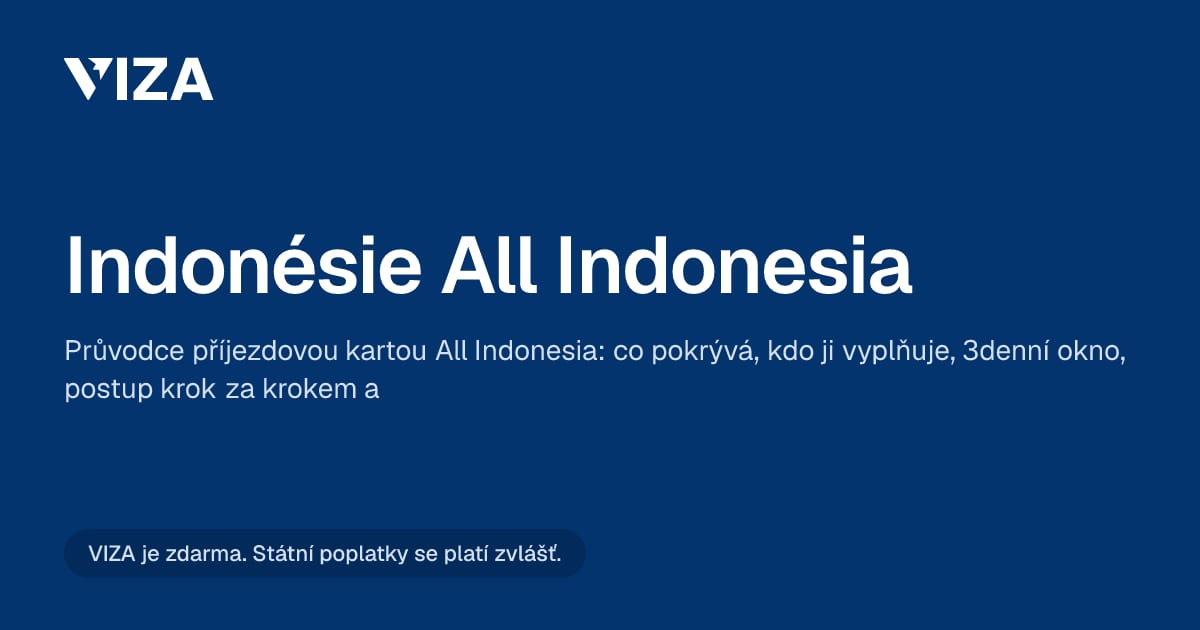 VIZA
Indonésie All Indonesia
Průvodce příjezdovou kartou All Indonesia: co pokrývá, kdo ji vyplňuje, 3denní okno,
postup krok za krokem a
VIZA je zdarma. Státní poplatky se platí zvlášť.